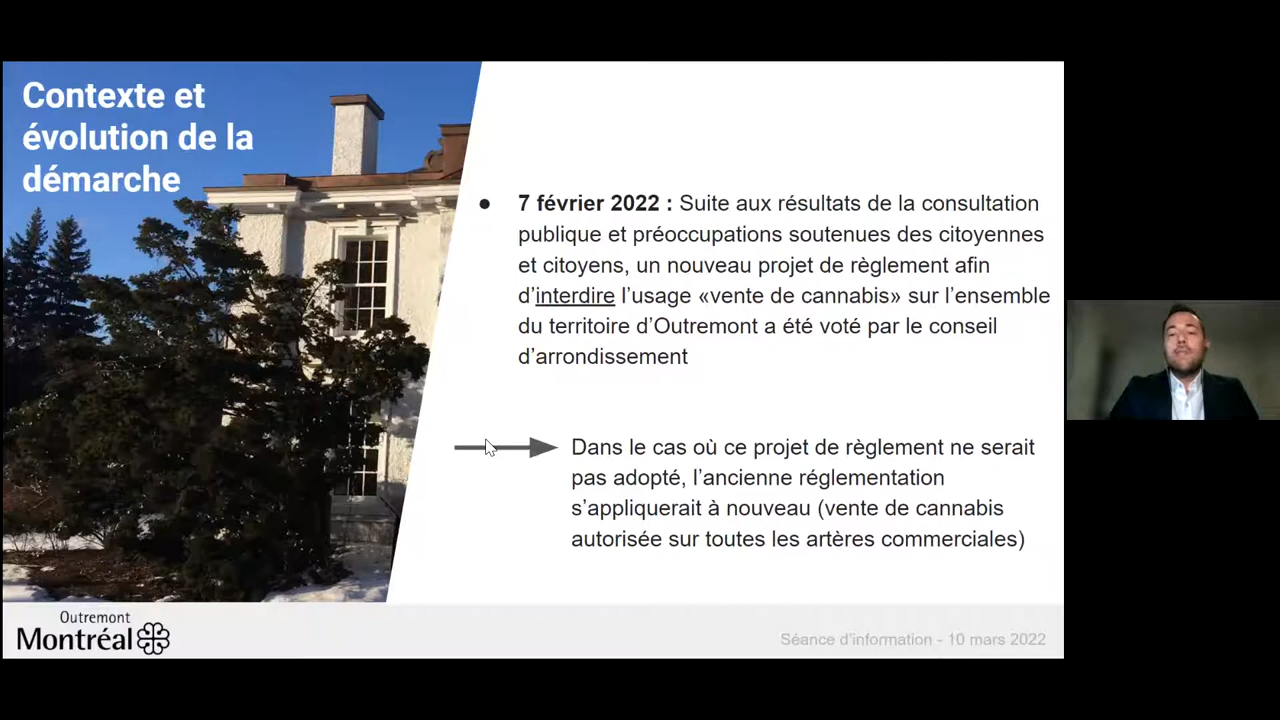 Contexte et
évolution de la
démarche
● 7 février 2022 : Suite aux résultats de la consultation
publique et préoccupations soutenues des citoyennes
et citoyens, un nouveau projet de règlement afin
d’interdire l’usage «vente de cannabis» sur l’ensemble
du territoire d’Outremont a été voté par le conseil
d’arrondissement
Dans le cas où ce projet de règlement ne serait
pas adopté, l’ancienne réglementation
s’appliquerait à nouveau (vente de cannabis
autorisée sur toutes les artères commerciales)
Outremont
Montréal
Séance d’information - 10 mars 2022